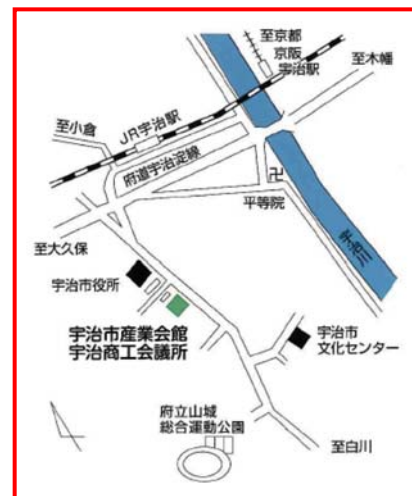 至京都
京阪
宇治駅
至木幡
JR宇治駅
至小倉
府道宇治淀線
卍
平等院
宇治川
至大久保
宇治市役所
宇治市産業会館
宇治商工会議所
宇治市
文化センター
府立山城
総合運動公園
至白川